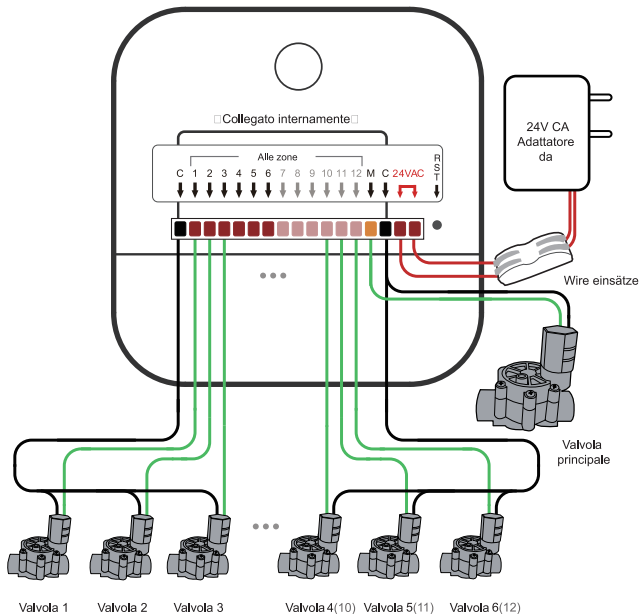 Collegato internamente
Alle zone
C 1 2 3 4 5 6 7 8 9 10 11 12 M C 24VAC RST
24V CA
Adattatore
da
Wire einsätze
Valvola
principale
Valvola 1 Valvola 2 Valvola 3 Valvola 4(10) Valvola 5(11) Valvola 6(12)